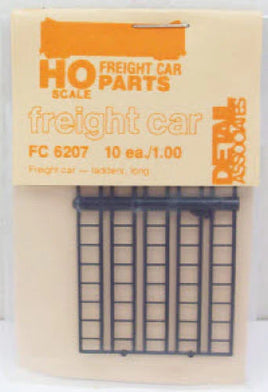 HO FREIGHT CAR
SCALE PARTS
freight car
FC 6207 10 ea./1.00
Freight car — ladders, long
DETAIL
ASSOCIATES